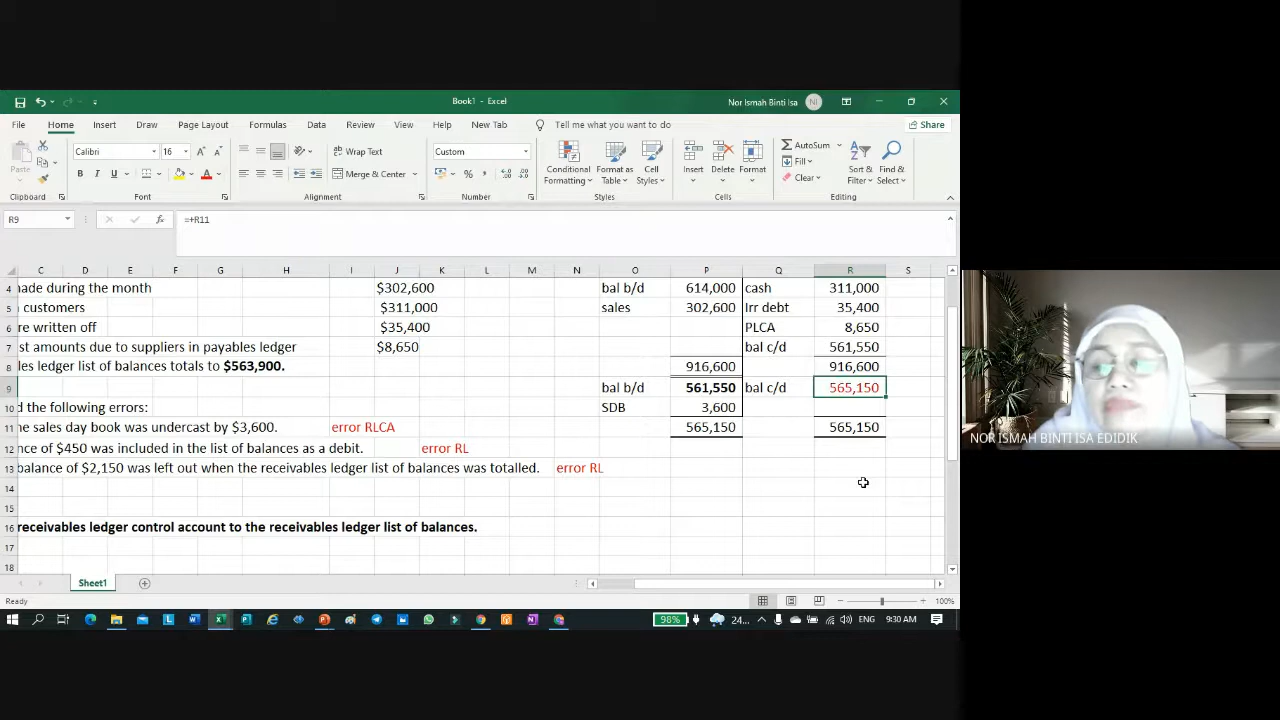 Book1 - Excel
Nor Ismah Binti Isa NI
File Home Insert Draw Page Layout Formulas Data Review View Help New Tab Tell me what you want to do Share
Paste
Calibri 16 A A
Wrap Text
Custom
Conditional Formatting
Format as Table
Cell Styles
Insert Delete Format
AutoSum
Fill
Clear
Sort & Filter
Find & Select
B I U
Merge & Center
Clipboard Font Alignment Number Styles Cells Editing
R9 fx =+R11
C D E F G H I J K L M N O P Q R S
4 nade during the month $302,600 bal b/d 614,000 cash 311,000
5 customers $311,000 sales 302,600 Irr debt 35,400
6 re written off $35,400 PLCA 8,650
7 st amounts due to suppliers in payables ledger $8,650 bal c/d 561,550
8 les ledger list of balances totals to $563,900. 916,600 916,600
9 bal b/d 561,550 bal c/d 565,150
10 d the following errors: SDB 3,600
11 ne sales day book was undercast by $3,600. error RLCA 565,150 565,150
12 nce of $450 was included in the list of balances as a debit. error RL
13 balance of $2,150 was left out when the receivables ledger list of balances was totalled. error RL
14
15
16 receivables ledger control account to the receivables ledger list of balances.
17
18
Sheet1
Ready 100%
98% 24... ENG 9:30 AM
NOR ISMAH BINTI ISA EDIDIK